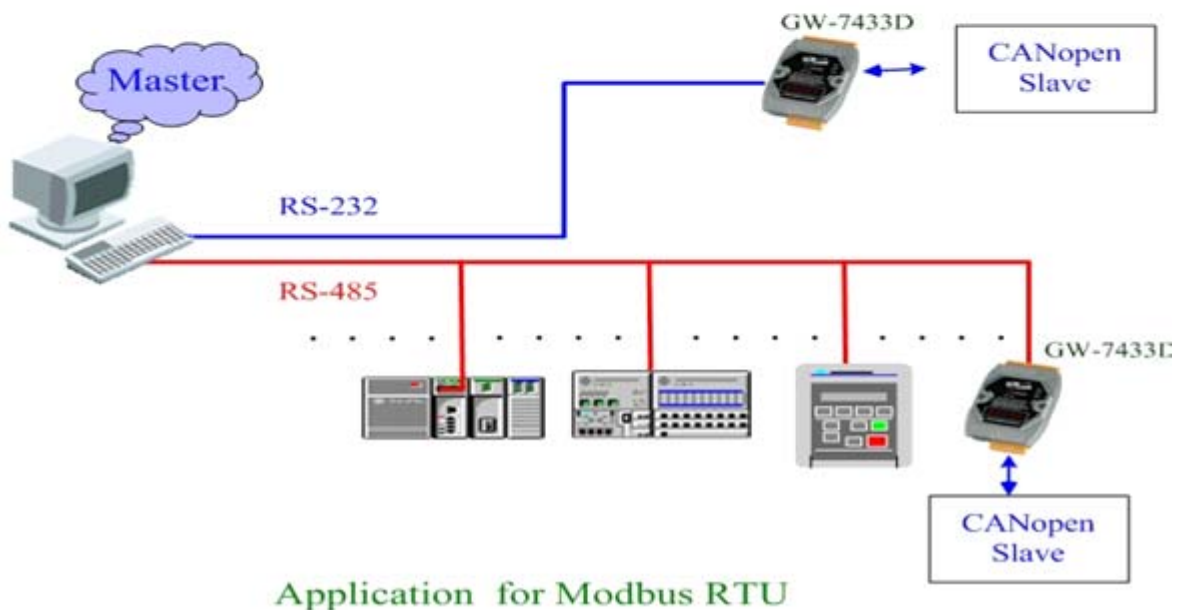 GW-7433D
CANopen
Slave
Master
RS-232
RS-485
GW-7433D
CANopen
Slave
Application for Modbus RTU